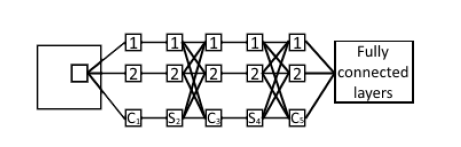 1 1 1 1 1
2 2 2 2 2
C₁ S₂ C₃ S₄ C₅
Fully
connected
layers